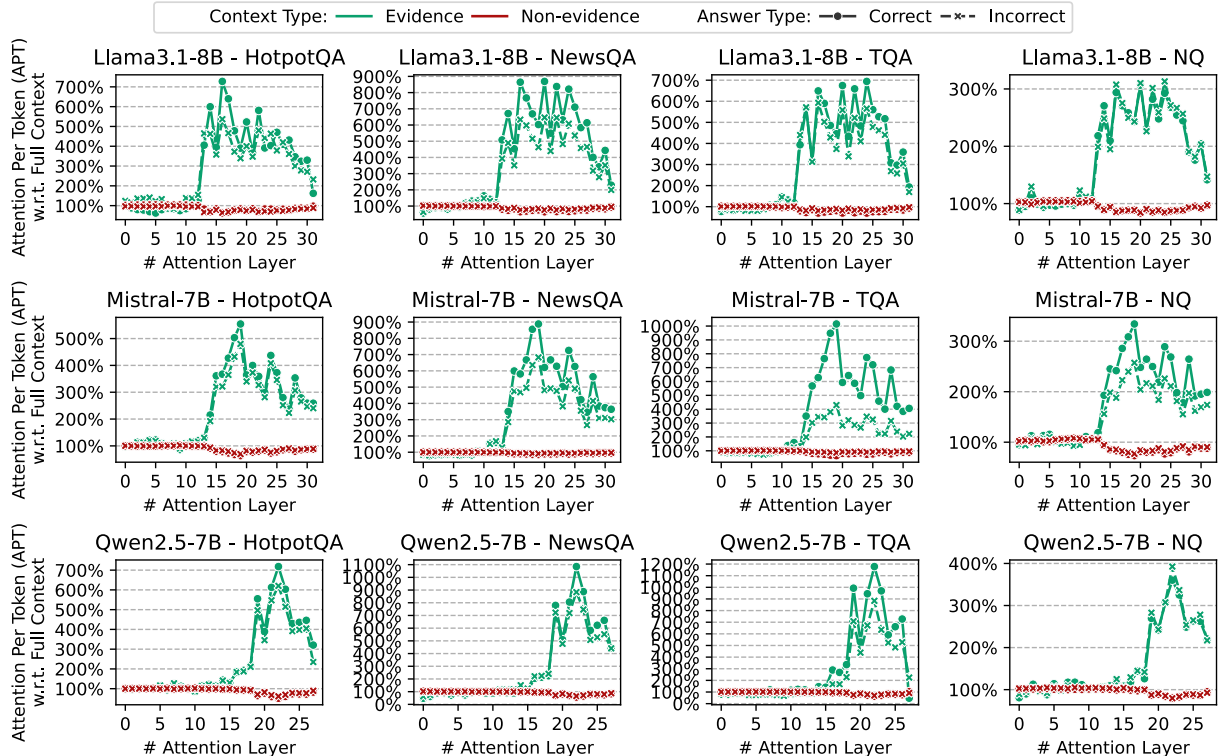 Context Type: Evidence Non-evidence Answer Type: Correct Incorrect
Llama3.1-8B - HotpotQA Llama3.1-8B - NewsQA Llama3.1-8B - TQA Llama3.1-8B - NQ
Attention Per Token (APT)
w.r.t. Full Context
700% 600% 500% 400% 300% 200% 100%
900% 800% 700% 600% 500% 400% 300% 200% 100%
700% 600% 500% 400% 300% 200% 100%
300% 200% 100%
0 5 10 15 20 25 30 0 5 10 15 20 25 30 0 5 10 15 20 25 30 0 5 10 15 20 25 30
# Attention Layer # Attention Layer # Attention Layer # Attention Layer
Mistral-7B - HotpotQA Mistral-7B - NewsQA Mistral-7B - TQA Mistral-7B - NQ
Attention Per Token (APT)
w.r.t. Full Context
500% 400% 300% 200% 100%
900% 800% 700% 600% 500% 400% 300% 200% 100% 0%
1000% 900% 800% 700% 600% 500% 400% 300% 200% 100% 0%
300% 200% 100%
0 5 10 15 20 25 30 0 5 10 15 20 25 30 0 5 10 15 20 25 30 0 5 10 15 20 25 30
# Attention Layer # Attention Layer # Attention Layer # Attention Layer
Qwen2.5-7B - HotpotQA Qwen2.5-7B - NewsQA Qwen2.5-7B - TQA Qwen2.5-7B - NQ
Attention Per Token (APT)
w.r.t. Full Context
700% 600% 500% 400% 300% 200% 100%
1100% 1000% 900% 800% 700% 600% 500% 400% 300% 200% 100% 0%
1200% 1100% 1000% 900% 800% 700% 600% 500% 400% 300% 200% 100% 0%
400% 300% 200% 100%
0 5 10 15 20 25 0 5 10 15 20 25 0 5 10 15 20 25 0 5 10 15 20 25
# Attention Layer # Attention Layer # Attention Layer # Attention Layer